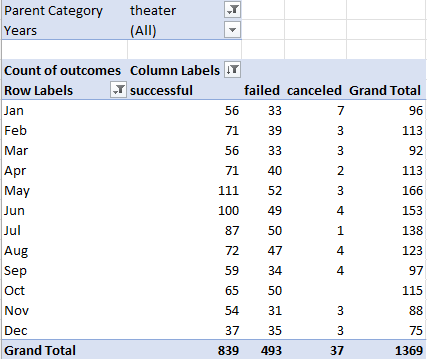 Parent Category theater
Years (All)
Count of outcomes Column Labels
Row Labels successful failed canceled Grand Total
Jan 56 33 7 96
Feb 71 39 3 113
Mar 56 33 3 92
Apr 71 40 2 113
May 111 52 3 166
Jun 100 49 4 153
Jul 87 50 1 138
Aug 72 47 4 123
Sep 59 34 4 97
Oct 65 50 115
Nov 54 31 3 88
Dec 37 35 3 75
Grand Total 839 493 37 1369